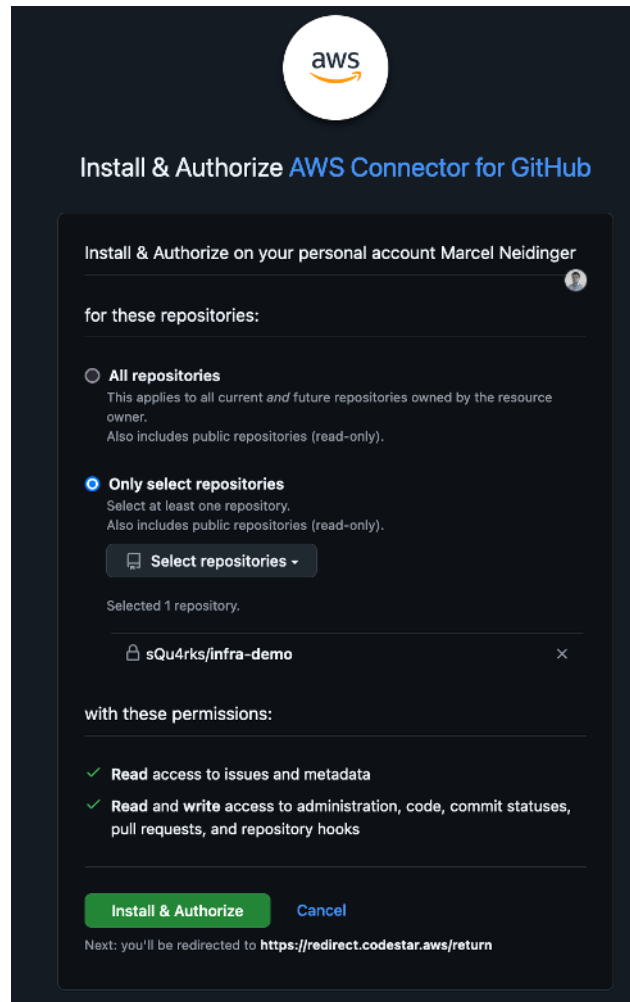 aws
Install & Authorize AWS Connector for GitHub
Install & Authorize on your personal account Marcel Neidinger
for these repositories:
All repositories
This applies to all current and future repositories owned by the resource
owner.
Also includes public repositories (read-only).
Only select repositories
Select at least one repository.
Also includes public repositories (read-only).
Select repositories
Selected 1 repository.
sQu4rks/infra-demo
with these permissions:
Read access to issues and metadata
Read and write access to administration, code, commit statuses,
pull requests, and repository hooks
Install & Authorize Cancel
Next: you'll be redirected to https://redirect.codestar.aws/return